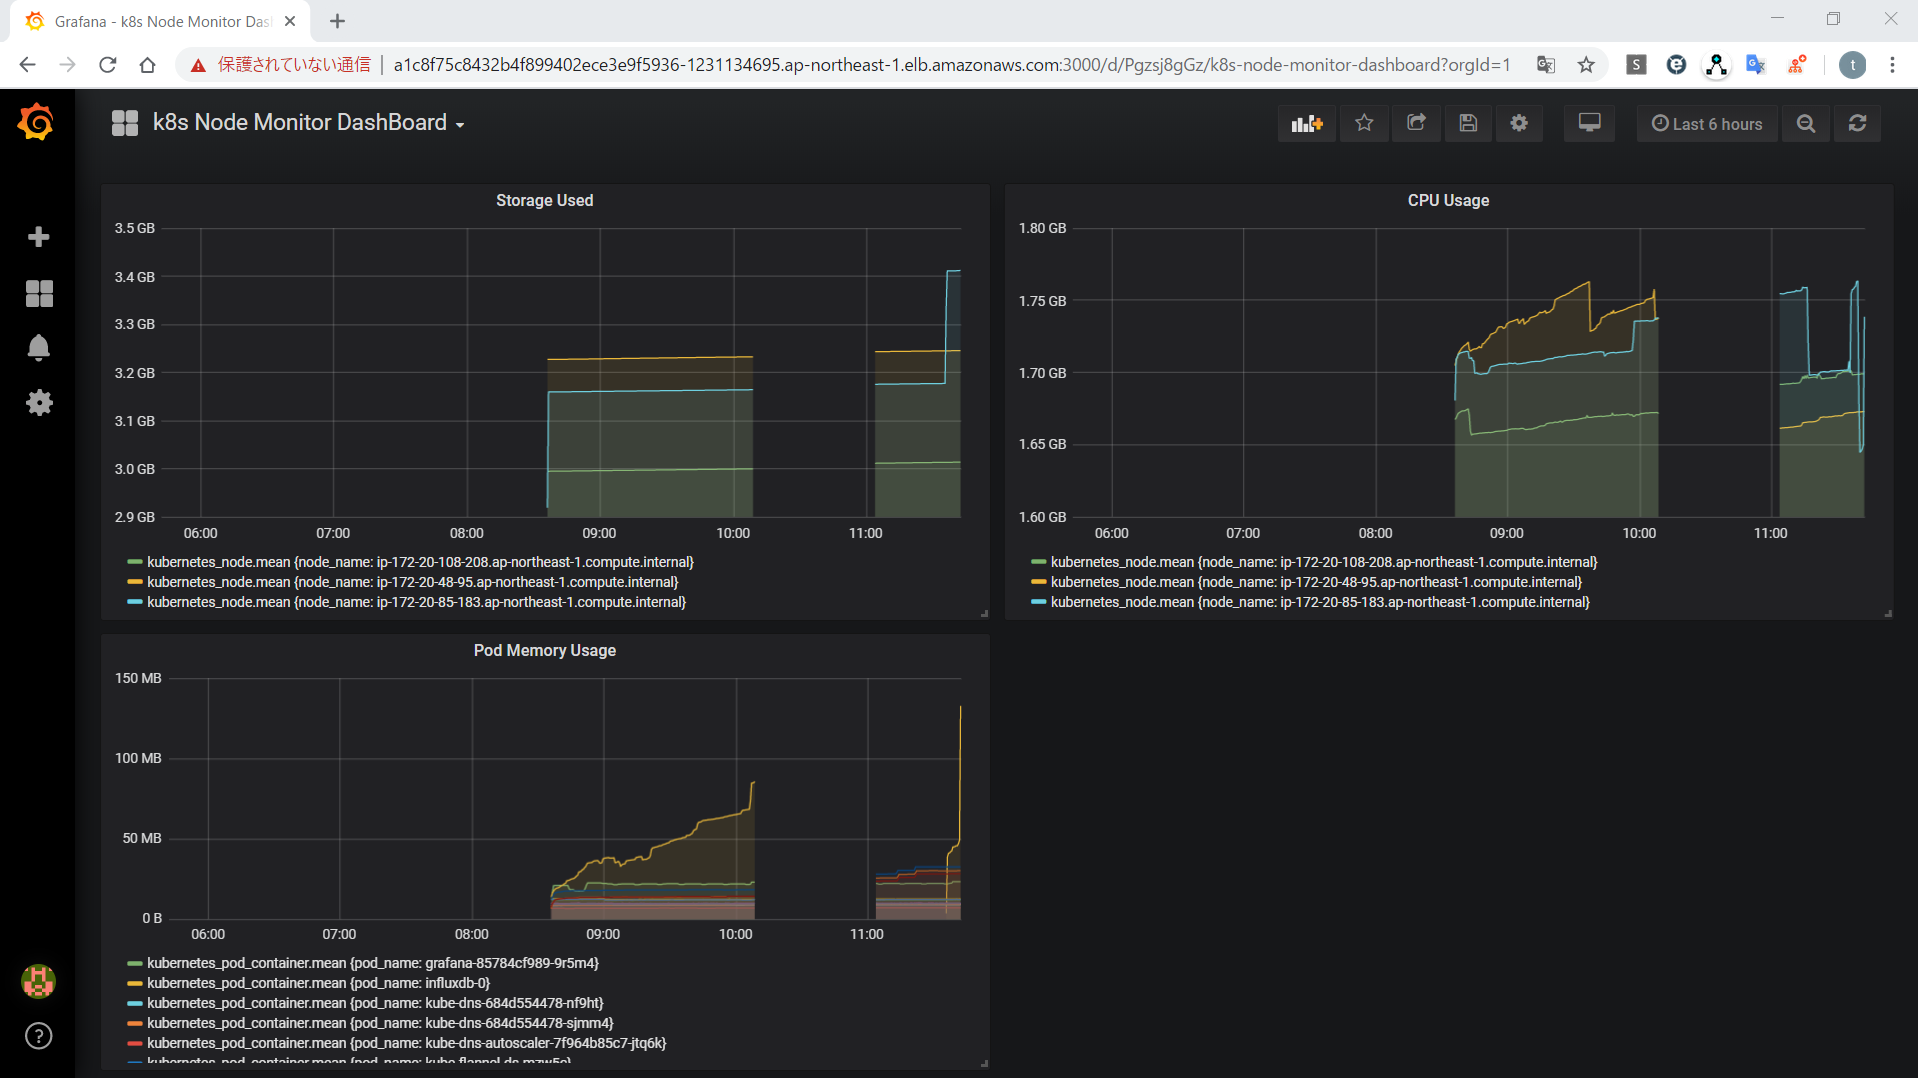 Grafana - k8s Node Monitor Das
保護されていない通信 | a1c8f75c8432b4f899402ece3e9f5936-1231134695.ap-northeast-1.elb.amazonaws.com:3000/d/Pgzsj8gGz/k8s-node-monitor-dashboard?orgId=1
S
t
k8s Node Monitor DashBoard
Last 6 hours
Storage Used
3.5 GB
3.4 GB
3.3 GB
3.2 GB
3.1 GB
3.0 GB
2.9 GB
06:00 07:00 08:00 09:00 10:00 11:00
kubernetes_node.mean {node_name: ip-172-20-108-208.ap-northeast-1.compute.internal}
kubernetes_node.mean {node_name: ip-172-20-48-95.ap-northeast-1.compute.internal}
kubernetes_node.mean {node_name: ip-172-20-85-183.ap-northeast-1.compute.internal}
CPU Usage
1.80 GB
1.75 GB
1.70 GB
1.65 GB
1.60 GB
06:00 07:00 08:00 09:00 10:00 11:00
kubernetes_node.mean {node_name: ip-172-20-108-208.ap-northeast-1.compute.internal}
kubernetes_node.mean {node_name: ip-172-20-48-95.ap-northeast-1.compute.internal}
kubernetes_node.mean {node_name: ip-172-20-85-183.ap-northeast-1.compute.internal}
Pod Memory Usage
150 MB
100 MB
50 MB
0 B
06:00 07:00 08:00 09:00 10:00 11:00
kubernetes_pod_container.mean {pod_name: grafana-85784cf989-9r5m4}
kubernetes_pod_container.mean {pod_name: influxdb-0}
kubernetes_pod_container.mean {pod_name: kube-dns-684d554478-nf9ht}
kubernetes_pod_container.mean {pod_name: kube-dns-684d554478-sjmm4}
kubernetes_pod_container.mean {pod_name: kube-dns-autoscaler-7f964b85c7-jtq6k}
kubernetes_pod_container.mean {pod_name: